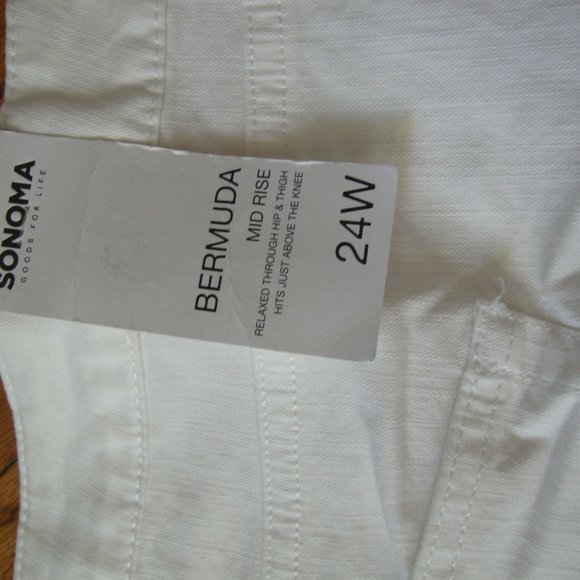 SONOMA
GOODS FOR LIFE
BERMUDA
MID RISE
RELAXED THROUGH HIP & THIGH
HITS JUST ABOVE THE KNEE
24W